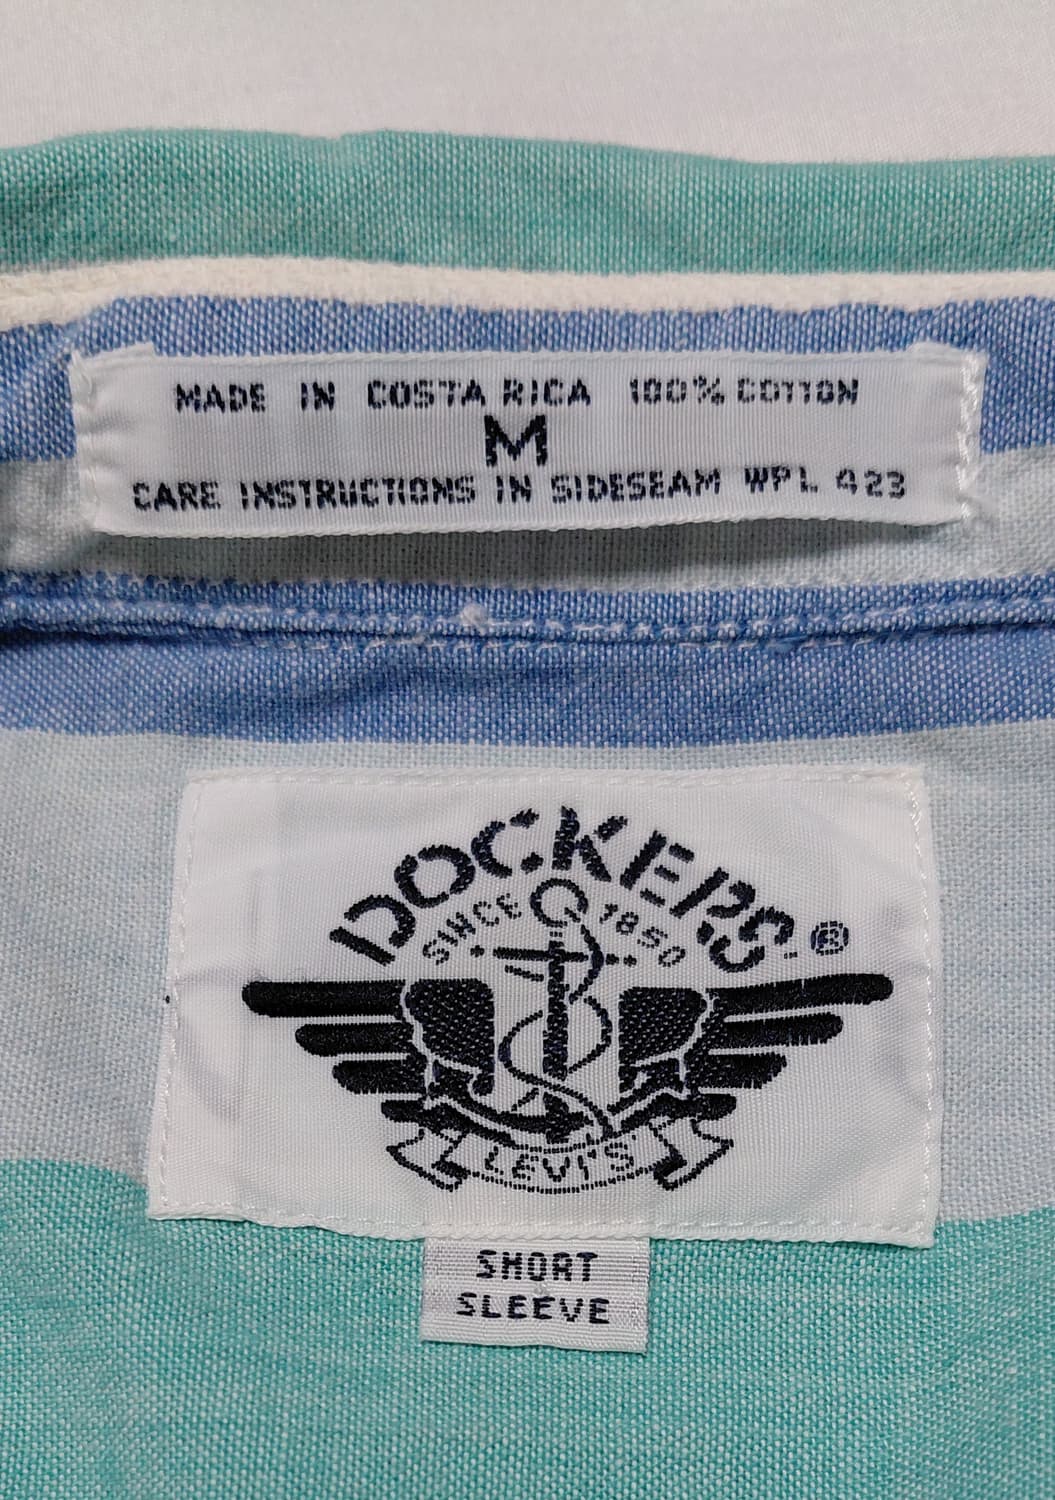 MADE IN COSTA RICA 100% COTTON
M
CARE INSTRUCTIONS IN SIDESEAM WPL 423
DOCKERS®
SINCE 1850
LEVI'S
SHORT
SLEEVE